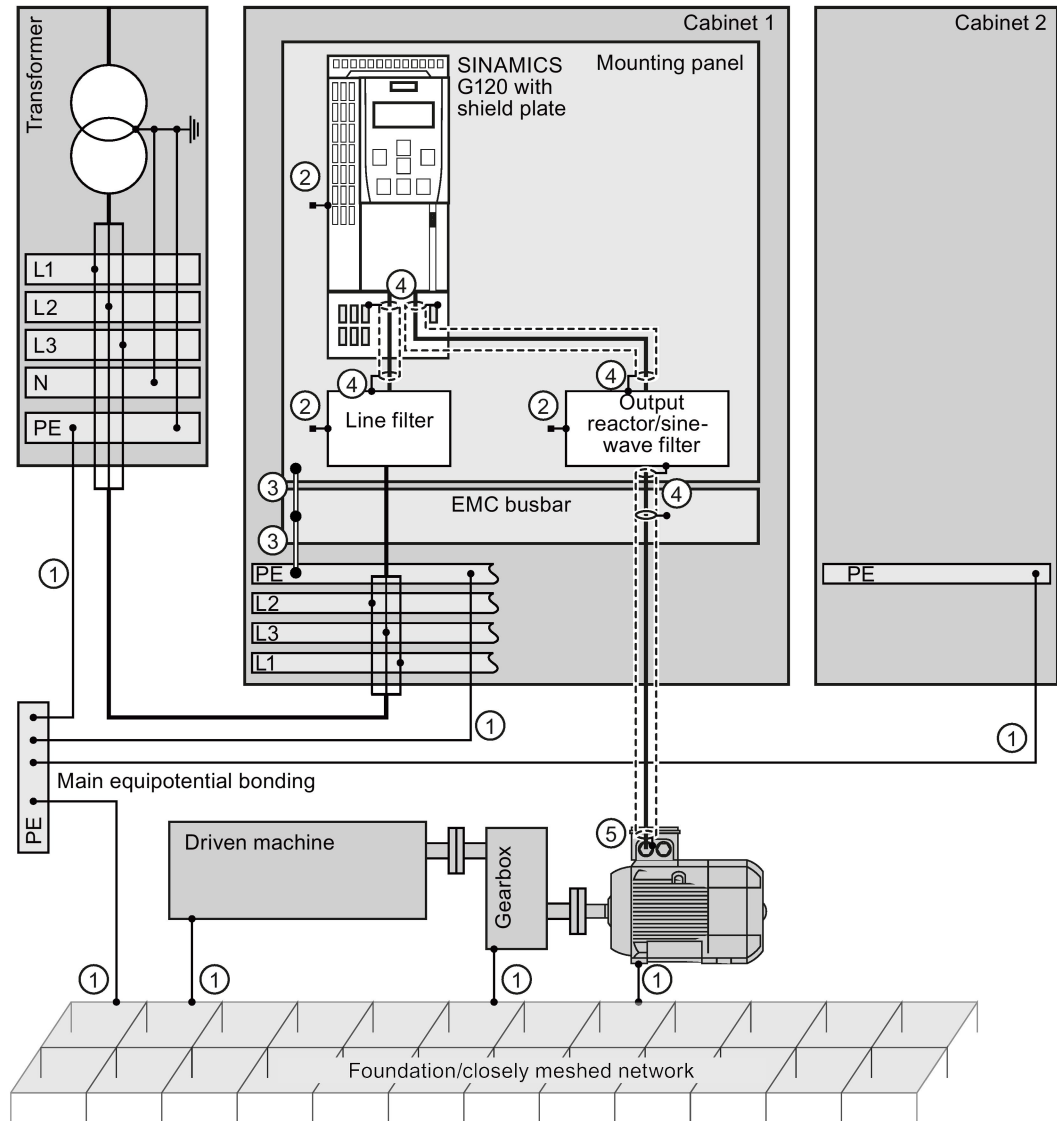 Transformer
L1
L2
L3
N
PE
Cabinet 1
Mounting panel
SINAMICS
G120 with
shield plate
2
4
4
2
Line filter
4
2
Output
reactor/sine-
wave filter
3
EMC busbar
4
3
PE
L2
L3
L1
Cabinet 2
PE
1
1
1
PE
Main equipotential bonding
Driven machine
Gearbox
5
1
1
1
1
Foundation/closely meshed network